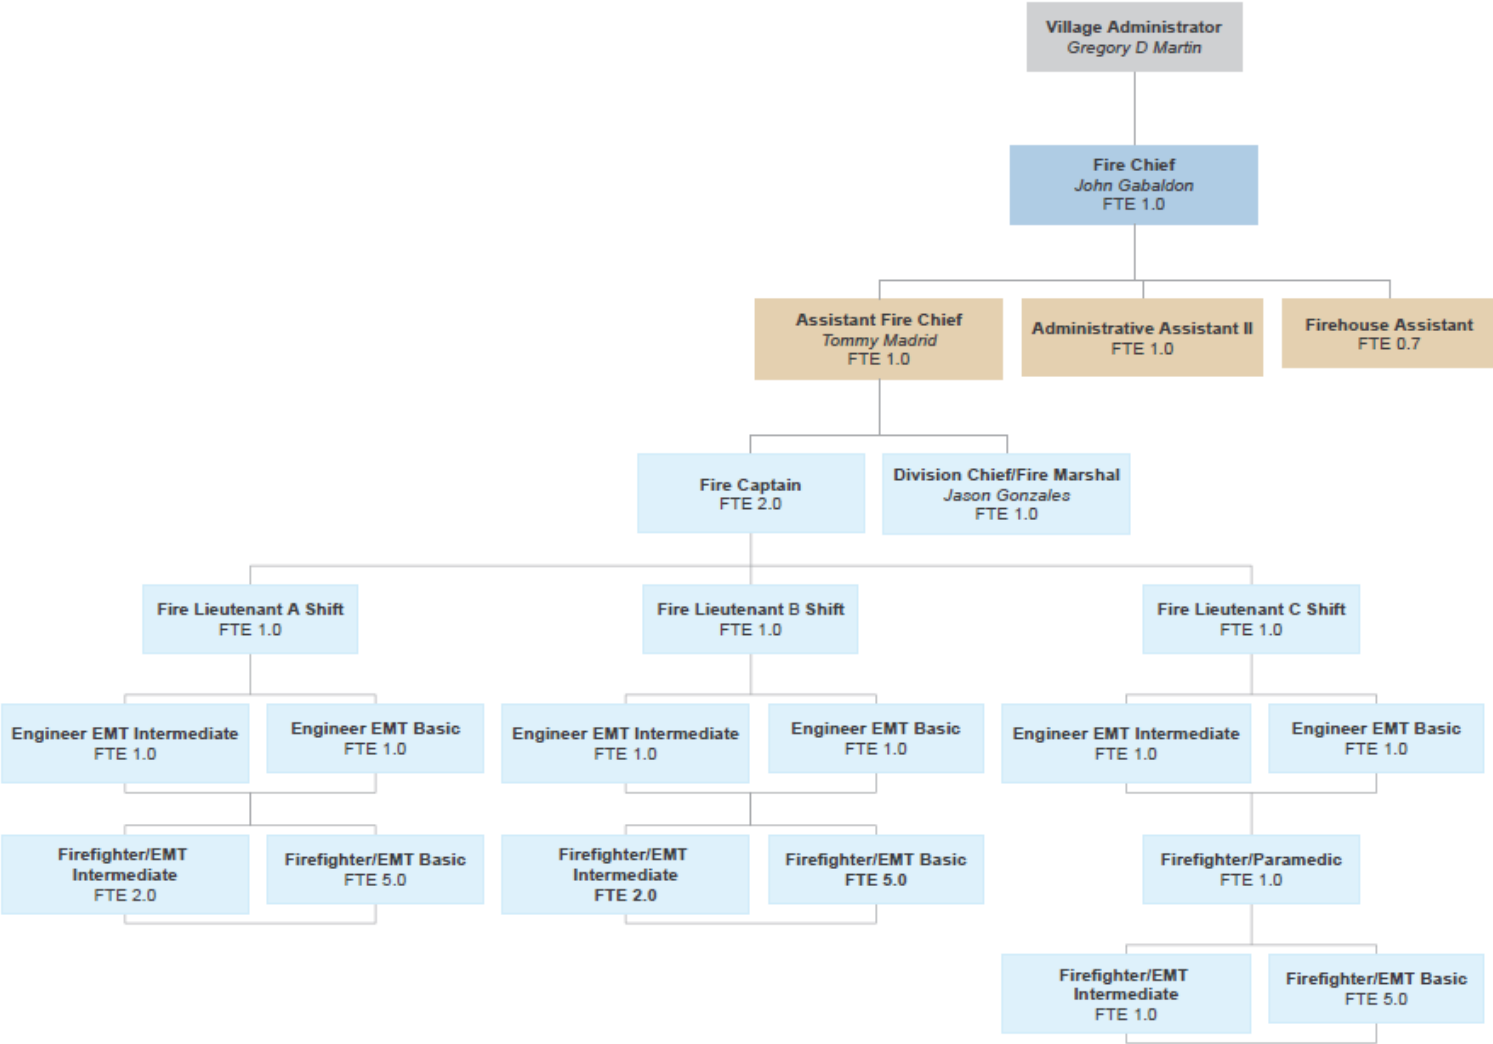 Village Administrator
Gregory D Martin
Fire Chief
John Gabaldon
FTE 1.0
Assistant Fire Chief
Tommy Madrid
FTE 1.0
Administrative Assistant II
FTE 1.0
Firehouse Assistant
FTE 0.7
Fire Captain
FTE 2.0
Division Chief/Fire Marshal
Jason Gonzales
FTE 1.0
Fire Lieutenant A Shift
FTE 1.0
Fire Lieutenant B Shift
FTE 1.0
Fire Lieutenant C Shift
FTE 1.0
Engineer EMT Intermediate
FTE 1.0
Engineer EMT Basic
FTE 1.0
Engineer EMT Intermediate
FTE 1.0
Engineer EMT Basic
FTE 1.0
Engineer EMT Intermediate
FTE 1.0
Engineer EMT Basic
FTE 1.0
Firefighter/EMT
Intermediate
FTE 2.0
Firefighter/EMT Basic
FTE 5.0
Firefighter/EMT
Intermediate
FTE 2.0
Firefighter/EMT Basic
FTE 5.0
Firefighter/Paramedic
FTE 1.0
Firefighter/EMT
Intermediate
FTE 1.0
Firefighter/EMT Basic
FTE 5.0